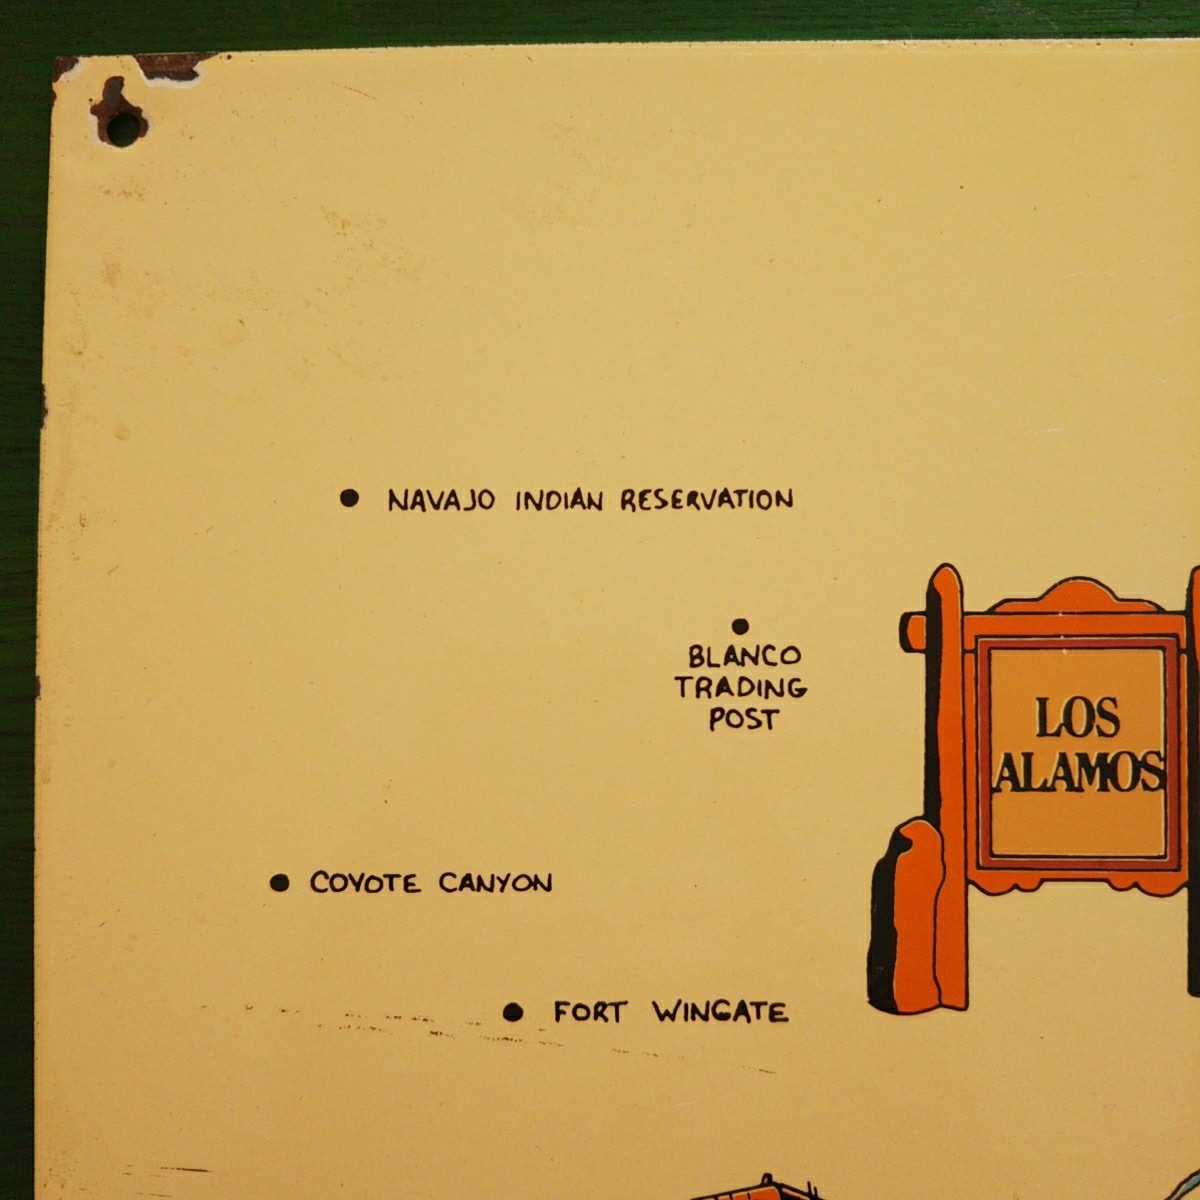 NAVAJO INDIAN RESERVATION
BLANCO
TRADING
POST
LOS
ALAMOS
COYOTE CANYON
FORT WINGATE